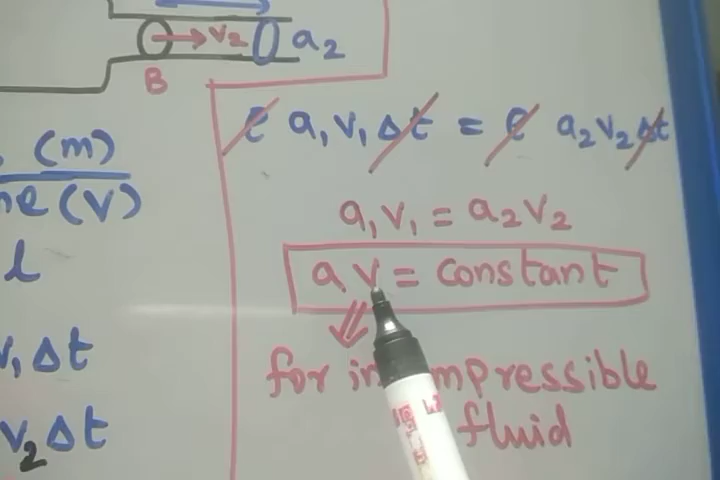 v₂ a₂
B
ρ a₁ v₁ Δt = ρ a₂ v₂ Δt
(m)
(V)
a₁ v₁ = a₂ v₂
l
a v = constant
v₁ Δt
for in mpressible
v₂ Δt
fluid